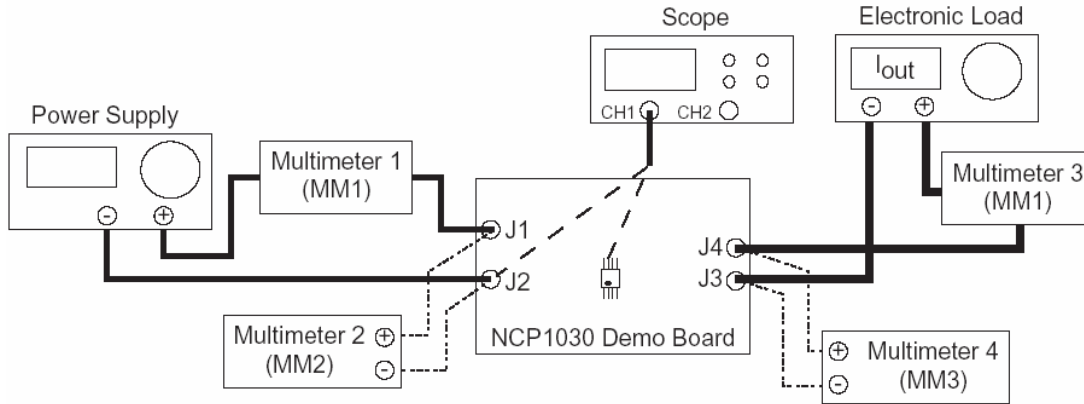 Scope
Electronic Load
Iout
- +
CH1 CH2
Power Supply
- +
Multimeter 1
(MM1)
Multimeter 3
(MM1)
J1
J2
J4
J3
NCP1030 Demo Board
Multimeter 2 +
(MM2) -
+ Multimeter 4
- (MM3)